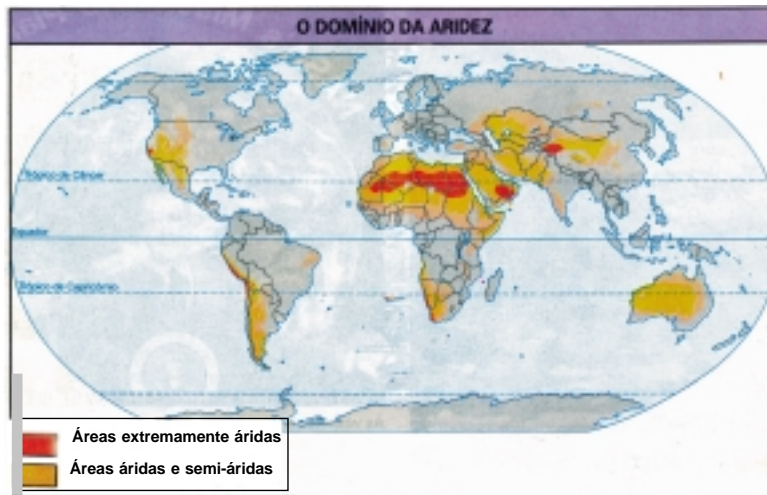 O DOMÍNIO DA ARIDEZ
Trópico de Câncer
Equador
Trópico de Capricórnio
Áreas extremamente áridas
Áreas áridas e semi-áridas